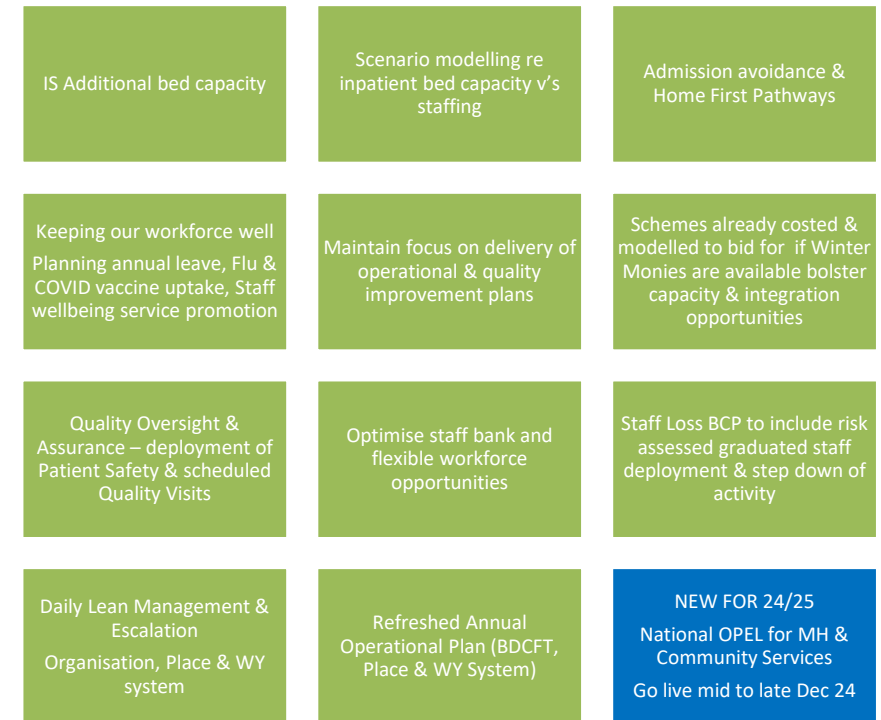 IS Additional bed capacity
Scenario modelling re
inpatient bed capacity v's
staffing
Admission avoidance &
Home First Pathways
Keeping our workforce well
Planning annual leave, Flu &
COVID vaccine uptake, Staff
wellbeing service promotion
Maintain focus on delivery of
operational & quality
improvement plans
Schemes already costed &
modelled to bid for  if Winter
Monies are available bolster
capacity & integration
opportunities
Quality Oversight &
Assurance – deployment of
Patient Safety & scheduled
Quality Visits
Optimise staff bank and
flexible workforce
opportunities
Staff Loss BCP to include risk
assessed graduated staff
deployment & step down of
activity
Daily Lean Management &
Escalation
Organisation, Place & WY
system
Refreshed Annual
Operational Plan (BDCFT,
Place & WY System)
NEW FOR 24/25
National OPEL for MH &
Community Services
Go live mid to late Dec 24